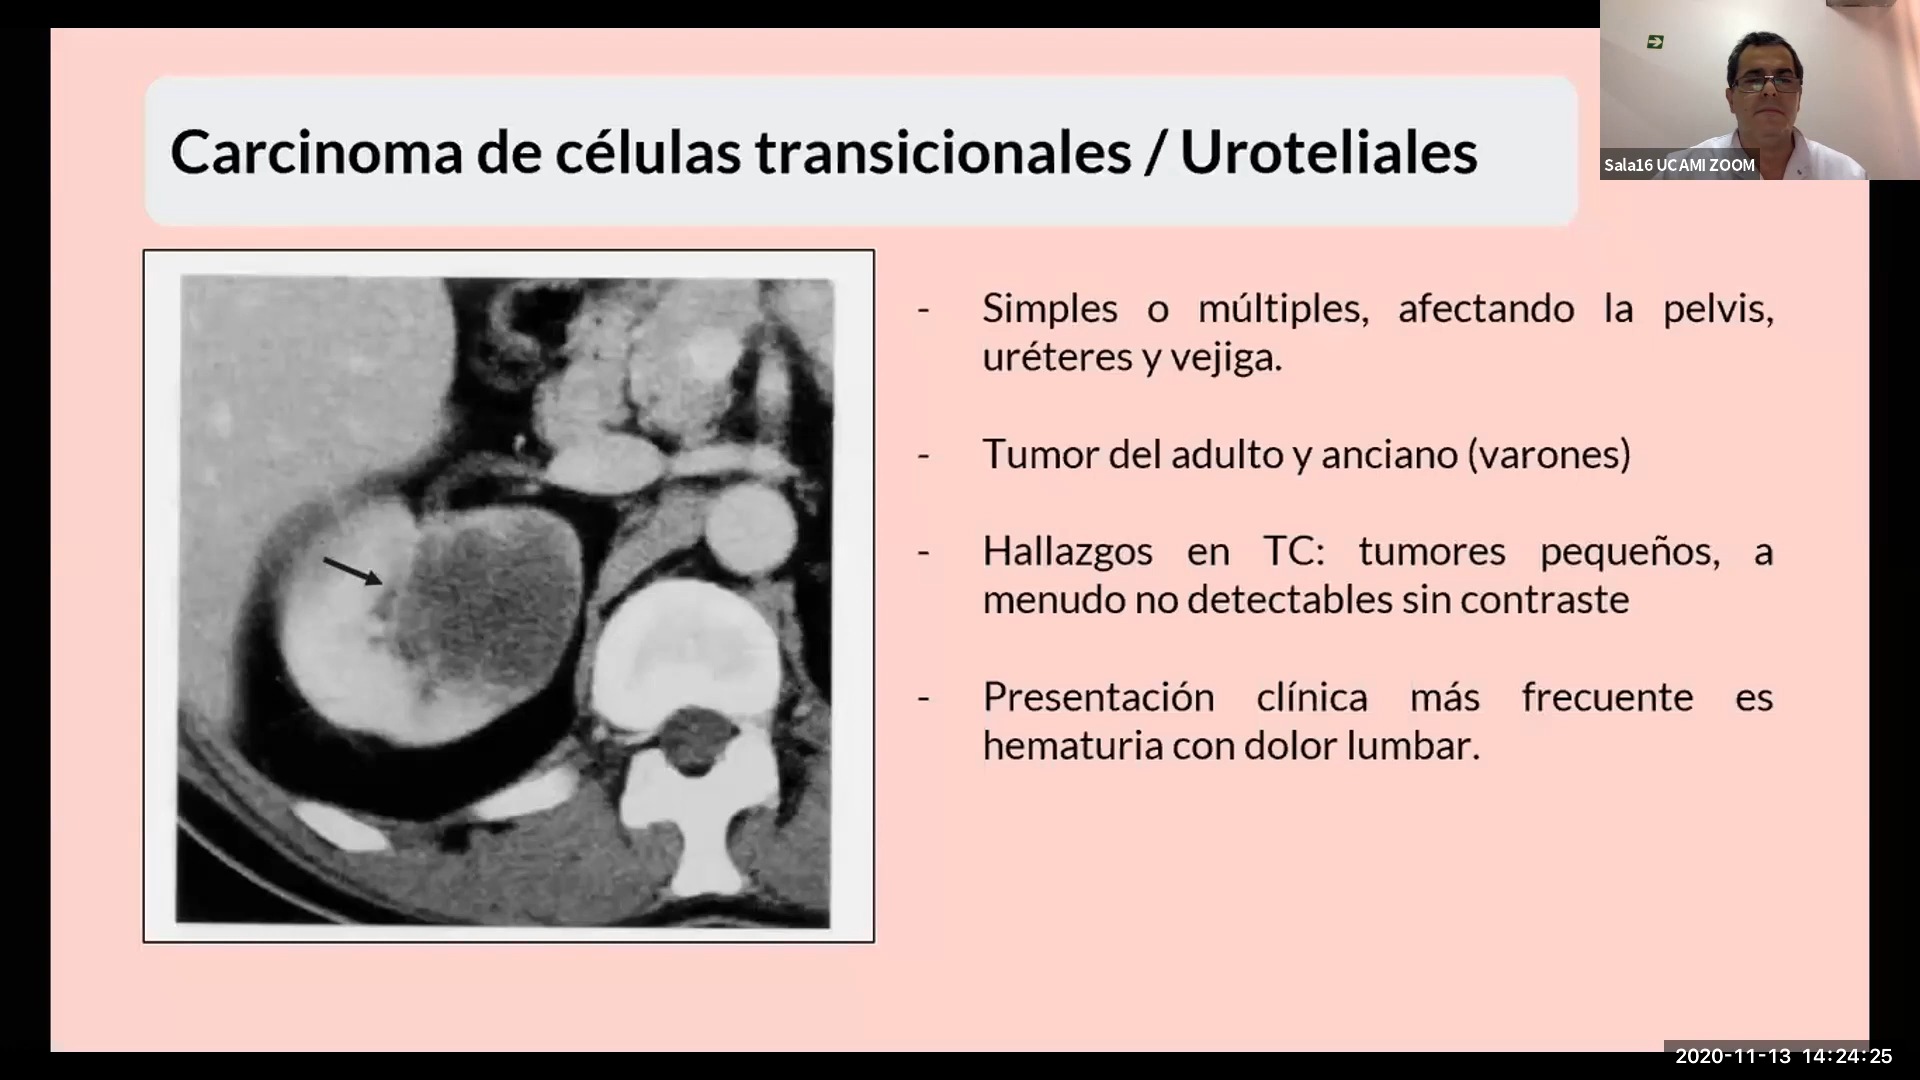 Carcinoma de células transicionales / Uroteliales
Sala16 UCAMI ZOOM
- Simples o múltiples, afectando la pelvis,
uréteres y vejiga.
- Tumor del adulto y anciano (varones)
- Hallazgos en TC: tumores pequeños, a
menudo no detectables sin contraste
- Presentación clínica más frecuente es
hematuria con dolor lumbar.
2020-11-13 14:24:25